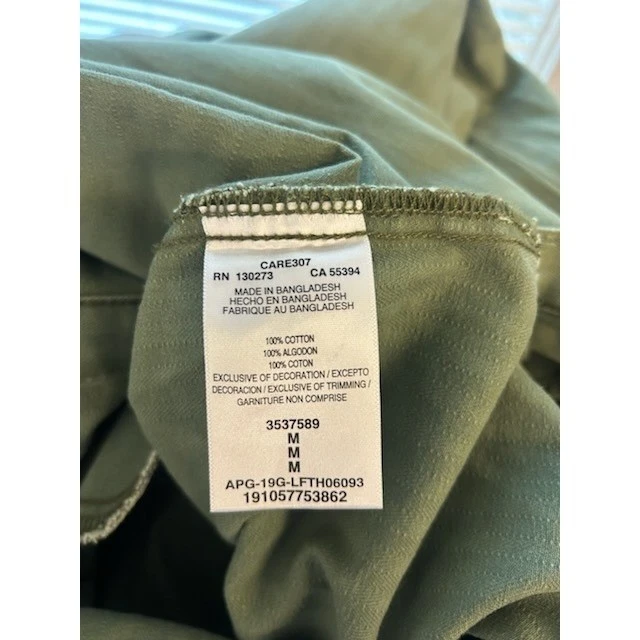 CARE307
RN 130273 CA 55394
MADE IN BANGLADESH
HECHO EN BANGLADESH
FABRIQUE AU BANGLADESH
100% COTTON
100% ALGODON
100% COTON
EXCLUSIVE OF DECORATION / EXCEPTO
DECORACION / EXCLUSIVE OF TRIMMING /
GARNITURE NON COMPRISE
3537589
M
M
M
APG-19G-LFTH06093
191057753862